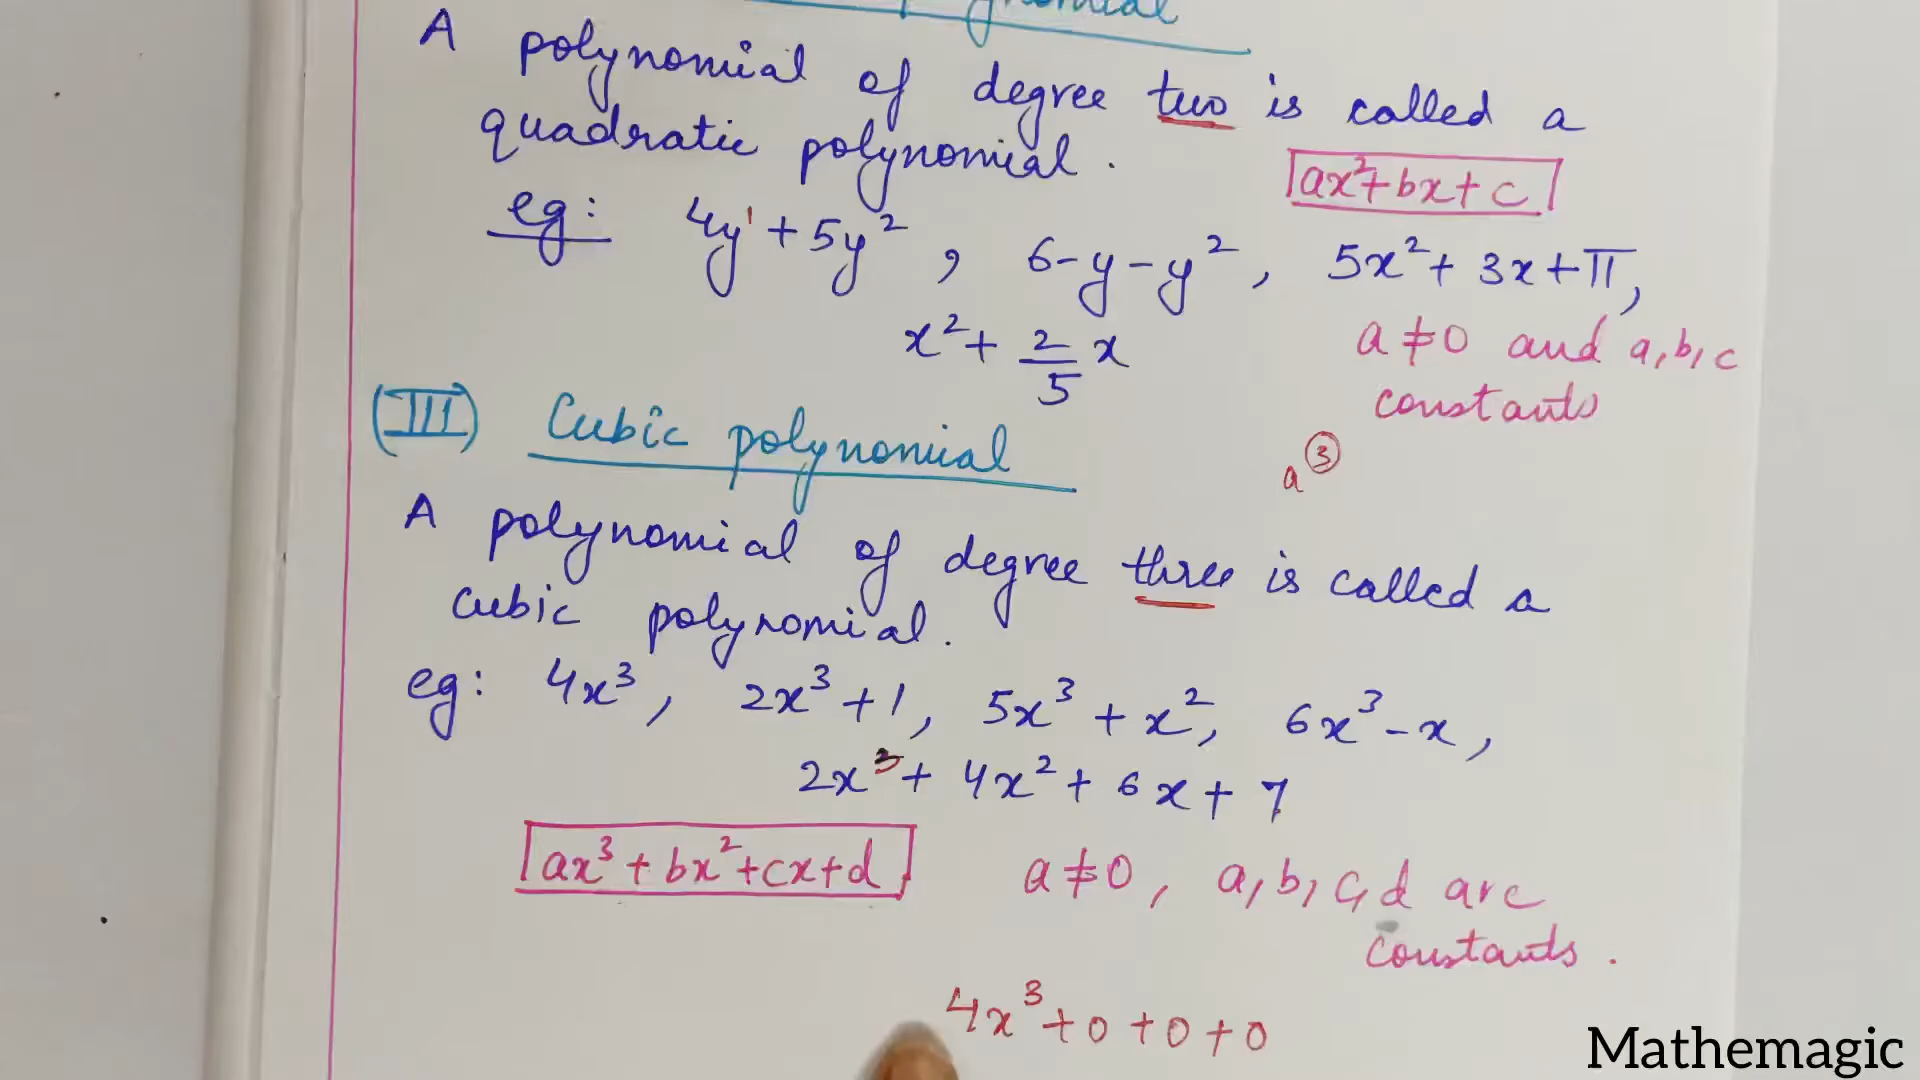 A polynomial of degree two is called a
quadratic polynomial.
ax²+bx+c
eg: 4y¹+5y², 6-y-y², 5x²+3x+π,
x²+2/5 x
a≠0 and a,b,c
constants
(III) Cubic polynomial
a³
A polynomial of degree three is called a
cubic polynomial.
eg: 4x³, 2x³+1, 5x³+x², 6x³-x,
2x³+4x²+6x+7
ax³+bx²+cx+d a≠0, a,b,c,d are
constants.
4x³+0+0+0
Mathemagic